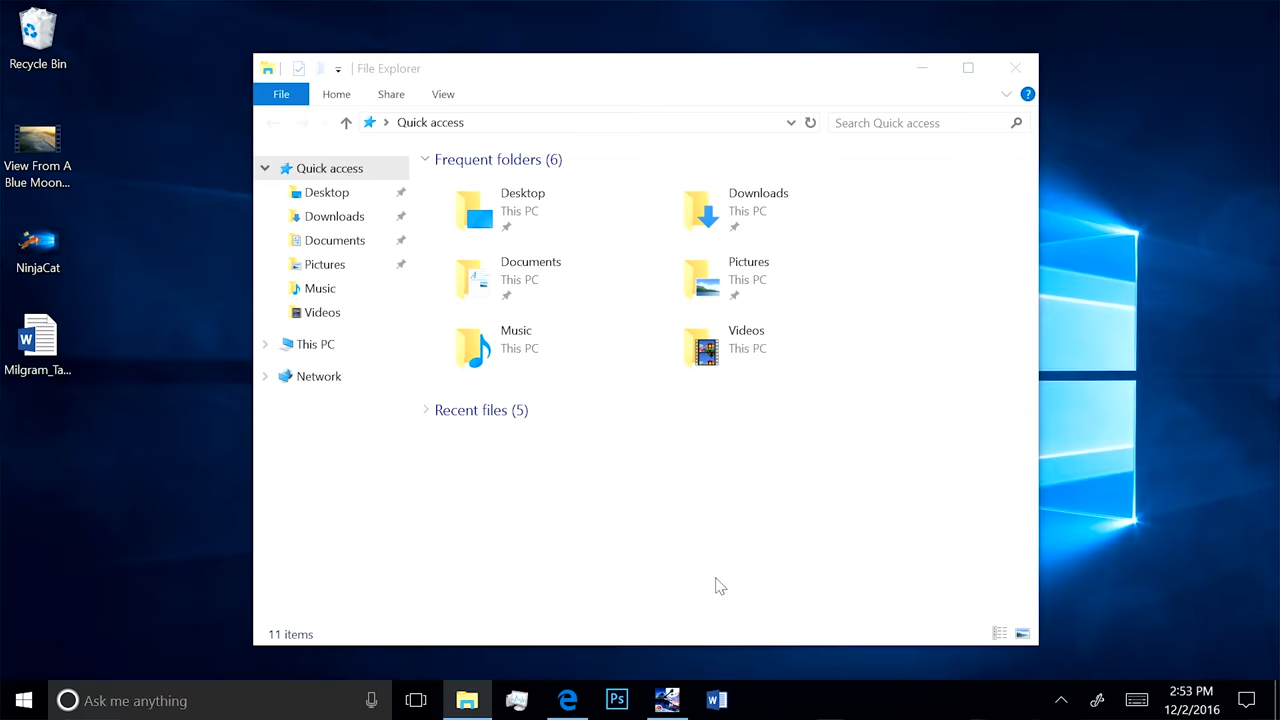 Recycle Bin
View From A
Blue Moon...
NinjaCat
Milgram_Ta...
File Explorer
File Home Share View
Quick access
Search Quick access
Quick access
Desktop
Downloads
Documents
Pictures
Music
Videos
This PC
Network
Frequent folders (6)
Desktop
This PC
Downloads
This PC
Documents
This PC
Pictures
This PC
Music
This PC
Videos
This PC
Recent files (5)
11 items
Ask me anything
Ps
2:53 PM
12/2/2016